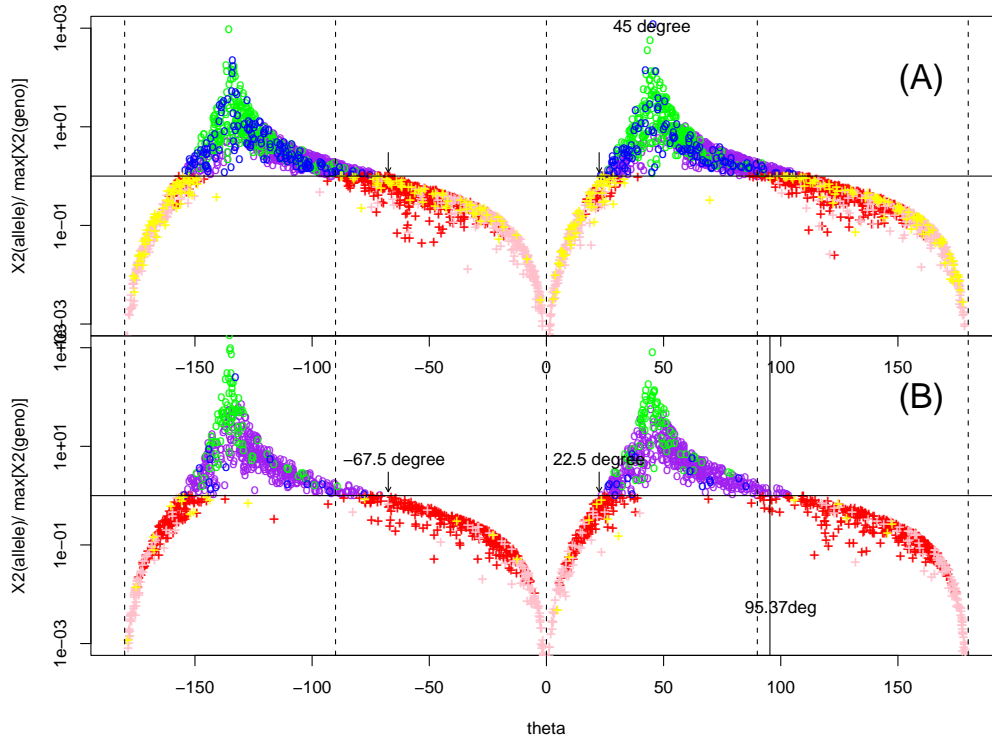 45 degree
(A)
1e+03
1e+01
1e−01
1e−03
X2(allele)/ max[X2(geno)]
−150
−100
−50
0
50
100
150
(B)
1e+03
1e+01
1e−01
1e−03
X2(allele)/ max[X2(geno)]
−67.5 degree
22.5 degree
95.37deg
−150
−100
−50
0
50
100
150
theta